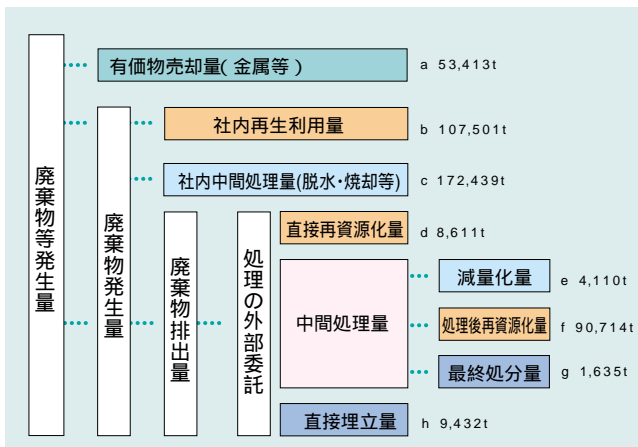 有価物売却量(金属等) a 53,413t
社内再生利用量 b 107,501t
社内中間処理量(脱水・焼却等) c 172,439t
廃棄物等発生量
廃棄物発生量
廃棄物排出量
処理の外部委託
直接再資源化量 d 8,611t
中間処理量
減量化量 e 4,110t
処理後再資源化量 f 90,714t
最終処分量 g 1,635t
直接埋立量 h 9,432t